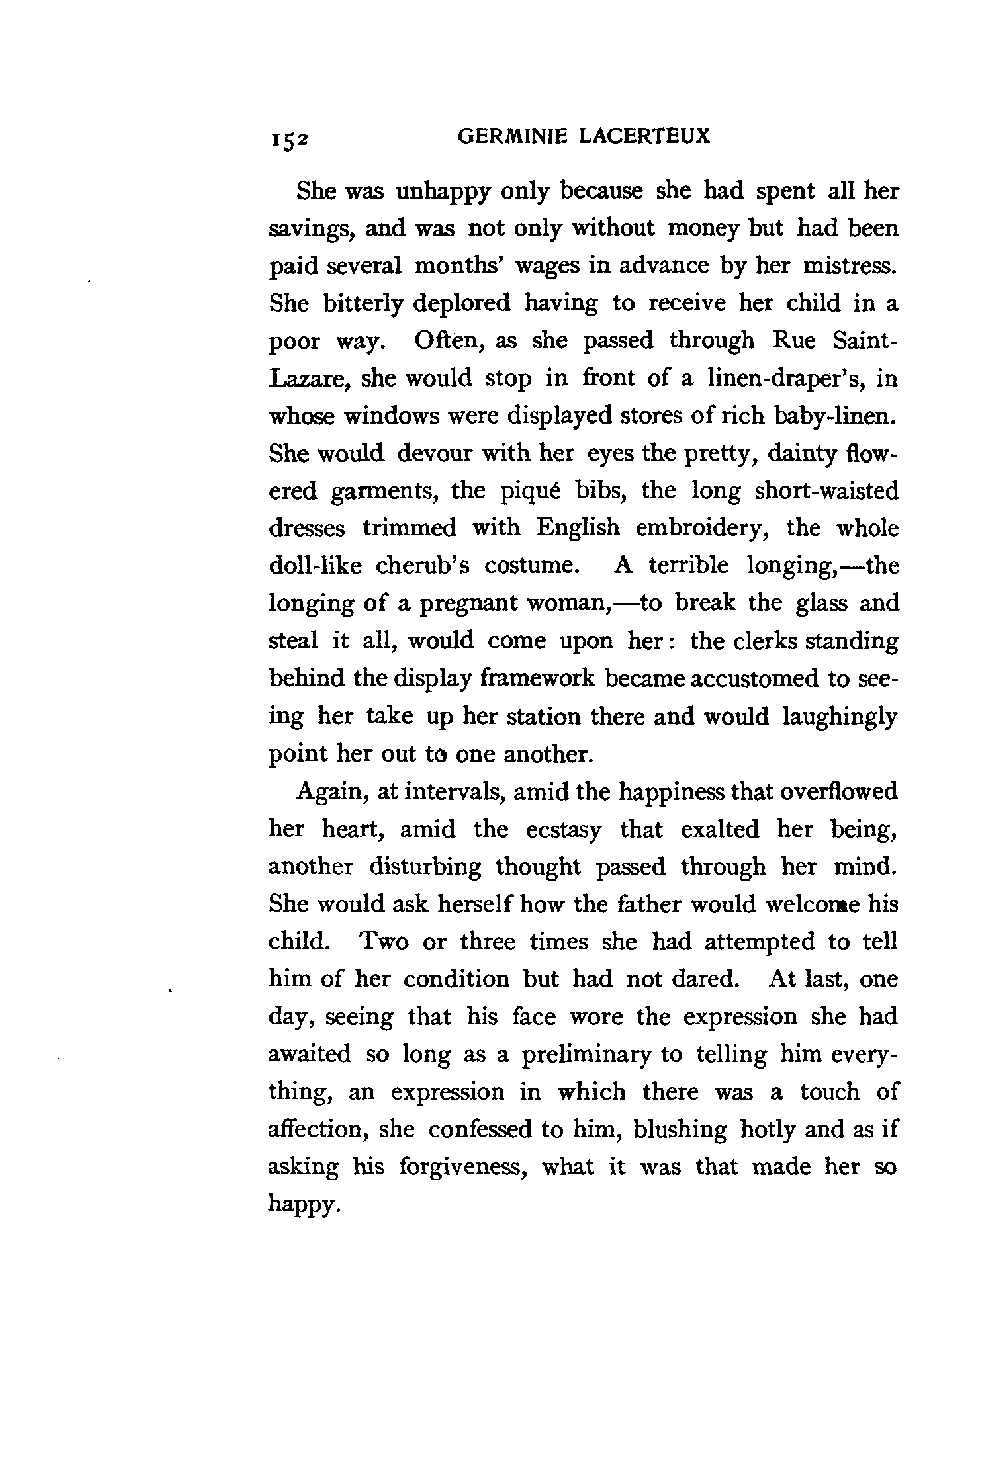 152 GERMINIE LACERTEUX
She was unhappy only because she had spent all her
savings, and was not only without money but had been
paid several months' wages in advance by her mistress.
She bitterly deplored having to receive her child in a
poor way. Often, as she passed through Rue Saint-
Lazare, she would stop in front of a linen-draper's, in
whose windows were displayed stores of rich baby-linen.
She would devour with her eyes the pretty, dainty flow-
ered garments, the piqué bibs, the long short-waisted
dresses trimmed with English embroidery, the whole
doll-like cherub's costume. A terrible longing,—the
longing of a pregnant woman,—to break the glass and
steal it all, would come upon her: the clerks standing
behind the display framework became accustomed to see-
ing her take up her station there and would laughingly
point her out to one another.
Again, at intervals, amid the happiness that overflowed
her heart, amid the ecstasy that exalted her being,
another disturbing thought passed through her mind.
She would ask herself how the father would welcome his
child. Two or three times she had attempted to tell
him of her condition but had not dared. At last, one
day, seeing that his face wore the expression she had
awaited so long as a preliminary to telling him every-
thing, an expression in which there was a touch of
affection, she confessed to him, blushing hotly and as if
asking his forgiveness, what it was that made her so
happy.